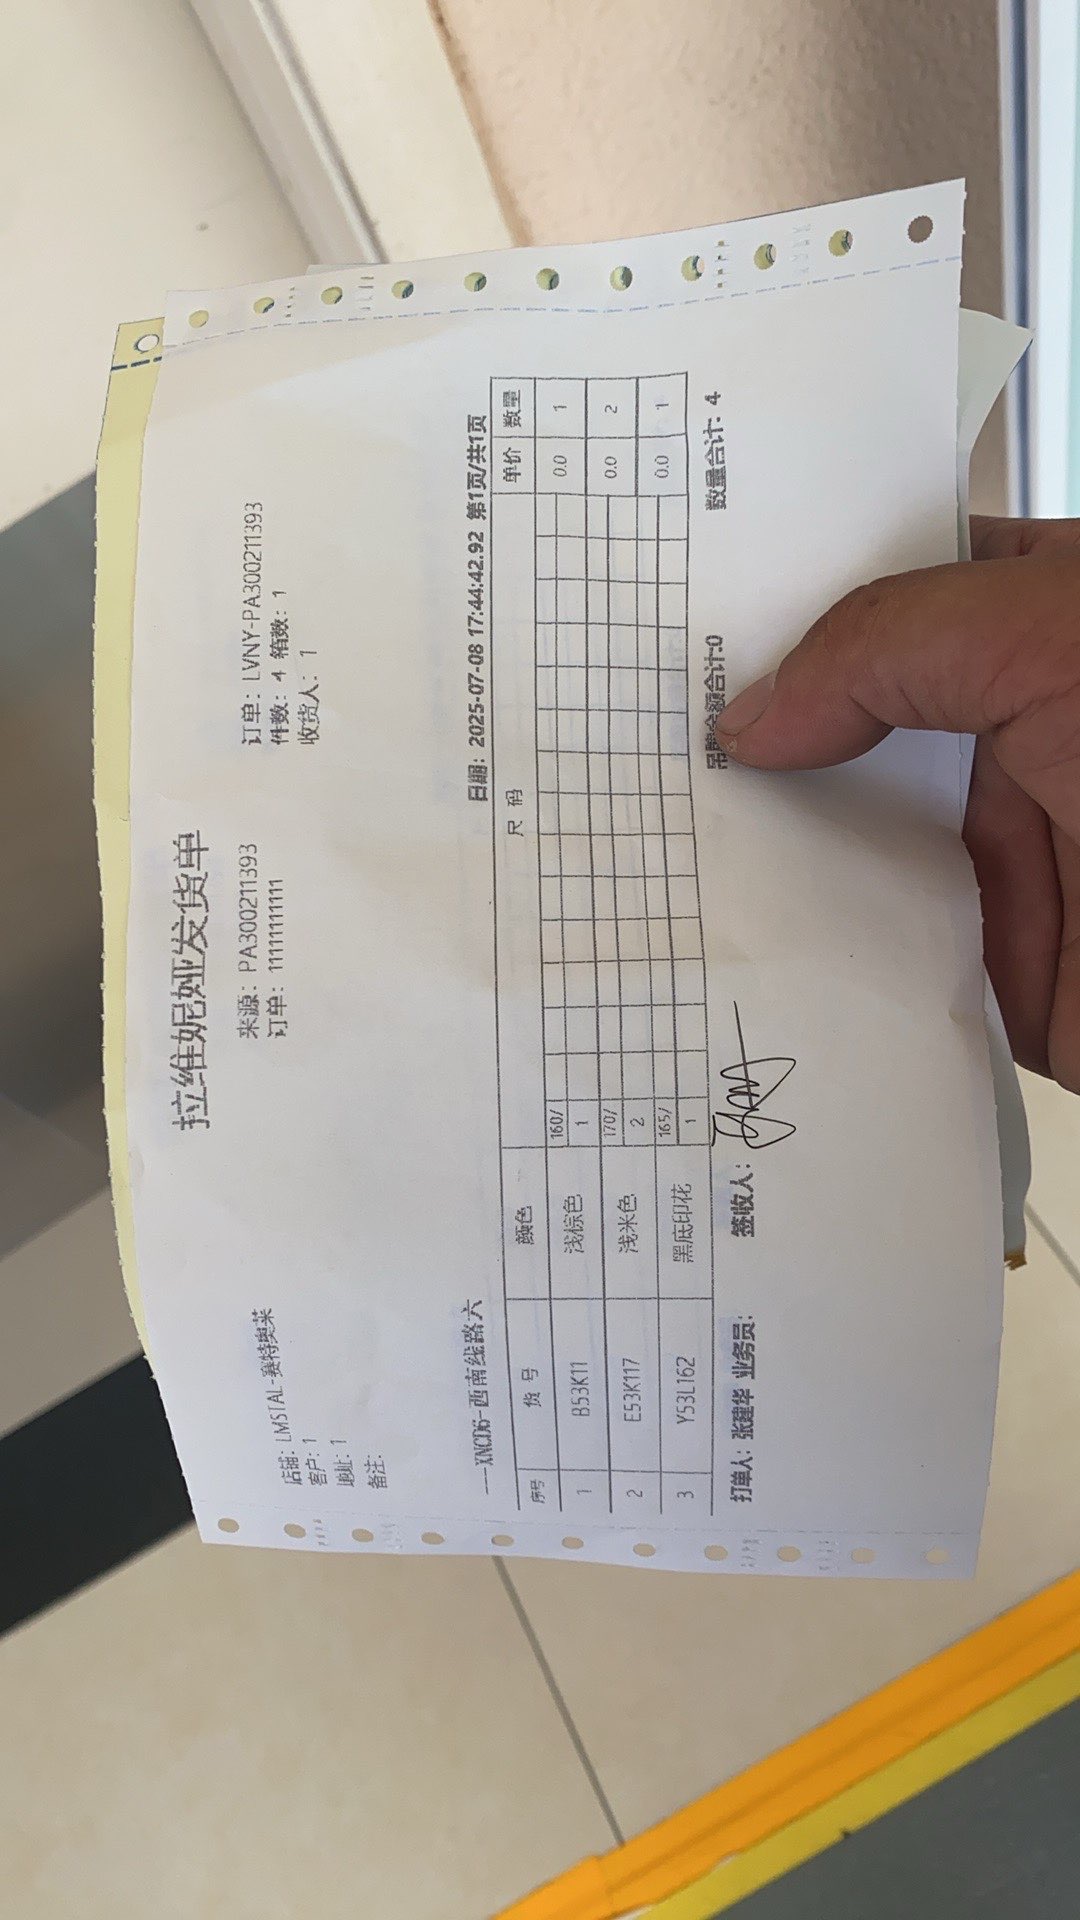 拉维妮娅发货单
店铺: LMSTAL-赛特奥莱 来源: PA300211393 订单: LVNY-PA300211393
客户: 1 订单: 11111111111 件数: 4 箱数: 1
地址: 1 收货人: 1
备注:
---XNCD6-西南线路六 日期: 2025-07-08 17:44:42.92 第1页/共1页
序号 货 号 颜色 尺 码 单价 数量
1 B53K11 浅棕色 160/ 1 0.0 1
2 E53K117 浅米色 170/ 2 0.0 2
3 Y53L162 黑底印花 165/ 1 0.0 1
打单人: 张建华 业务员: 签收人: 吊牌金额合计:0 数量合计: 4